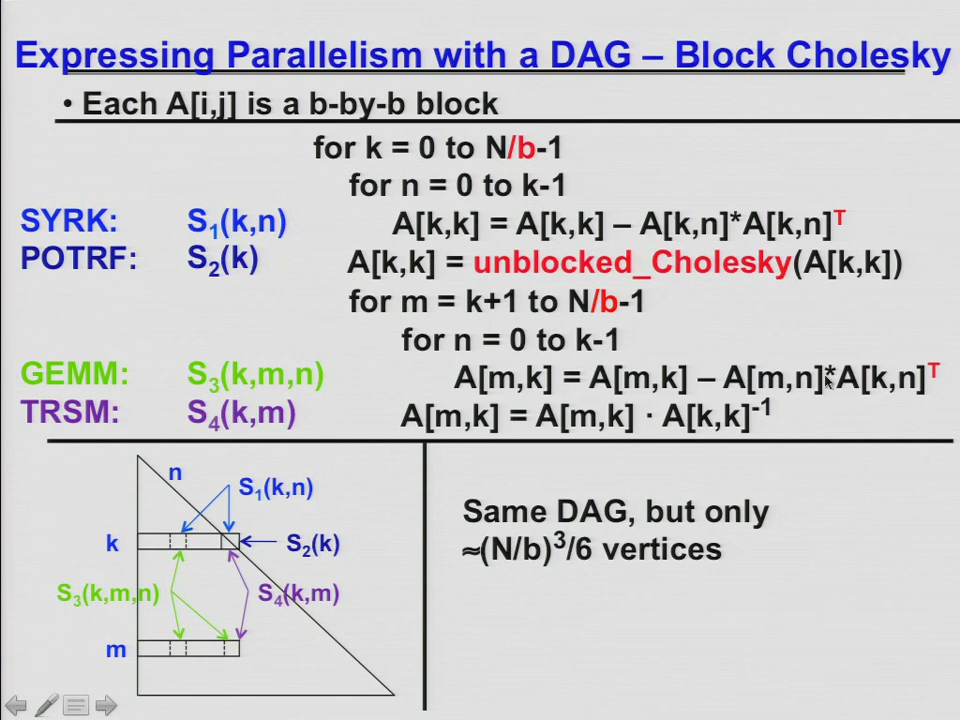 Expressing Parallelism with a DAG – Block Cholesky
• Each A[i,j] is a b-by-b block
for k = 0 to N/b-1
for n = 0 to k-1
SYRK: S₁(k,n) A[k,k] = A[k,k] – A[k,n]*A[k,n]ᵀ
POTRF: S₂(k) A[k,k] = unblocked_Cholesky(A[k,k])
for m = k+1 to N/b-1
for n = 0 to k-1
GEMM: S₃(k,m,n) A[m,k] = A[m,k] – A[m,n]*A[k,n]ᵀ
TRSM: S₄(k,m) A[m,k] = A[m,k] · A[k,k]⁻¹
n
S₁(k,n)
k
S₂(k)
S₃(k,m,n)
S₄(k,m)
m
Same DAG, but only
≈(N/b)³/6 vertices